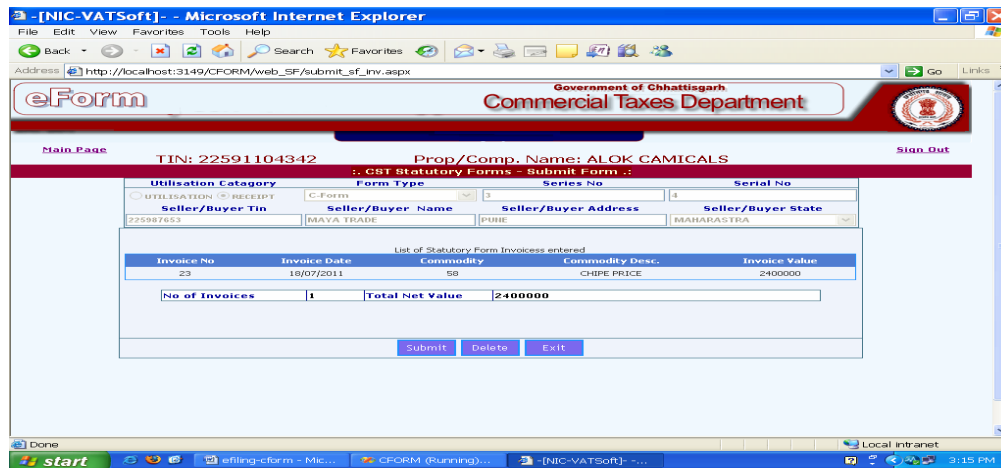 -[NIC-VATSoft]- - Microsoft Internet Explorer
File Edit View Favorites Tools Help
Back Search Favorites
Address http://localhost:3149/CFORM/web_SF/submit_sf_inv.aspx Go Links
eForm
Government of Chhattisgarh
Commercial Taxes Department
Main Page Sign Out
TIN: 22591104342 Prop/Comp. Name: ALOK CAMICALS
:. CST Statutory Forms - Submit Form .:
Utilisation Catagory Form Type Series No Serial No
UTILISATION RECEIPT C-Form 3 4
Seller/Buyer Tin Seller/Buyer Name Seller/Buyer Address Seller/Buyer State
225987653 MAYA TRADE PUNE MAHARASTRA
List of Statutory Form Invoicess entered
Invoice No Invoice Date Commodity Commodity Desc. Invoice Value
23 18/07/2011 58 CHIPE PRICE 2400000
No of Invoices 1 Total Net Value 2400000
Submit Delete Exit
Done Local intranet
start efiling-cform - Mic... CFORM (Running)... -[NIC-VATSoft]- -... 3:15 PM